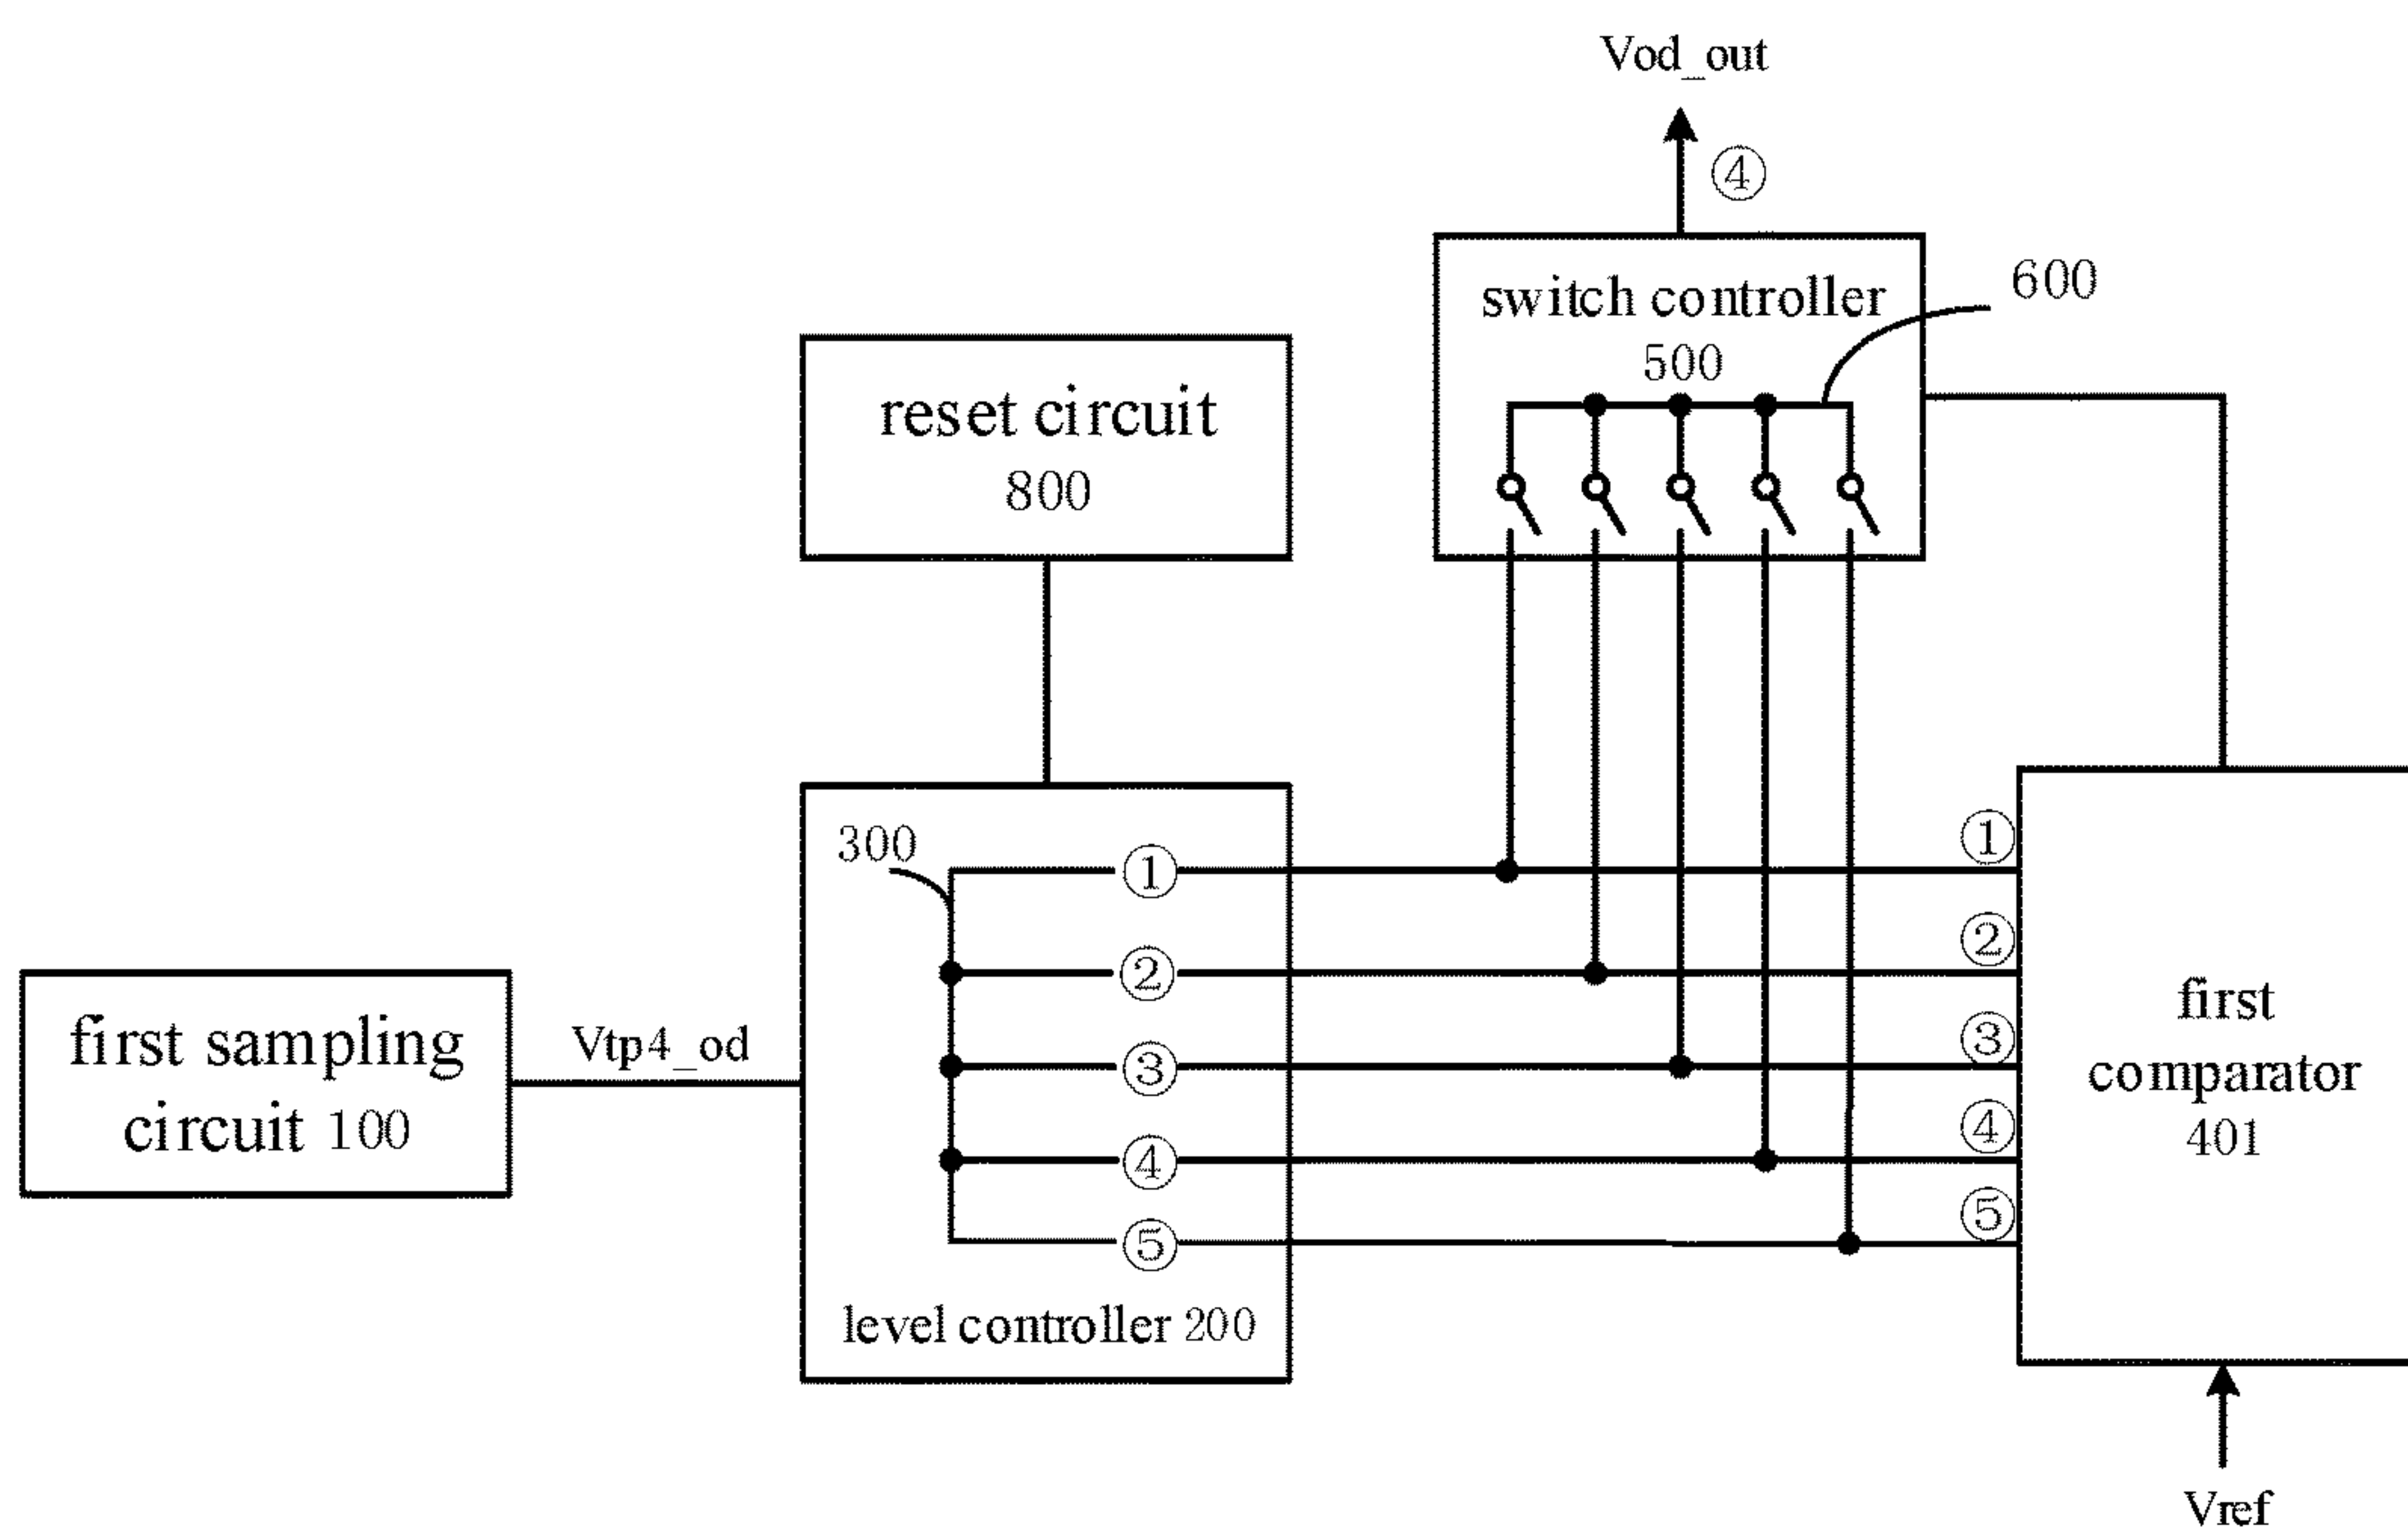 Vod_out
④
switch controller
500
600
reset circuit
800
300
①
②
③
④
⑤
level controller 200
first sampling
circuit 100
Vtp4_od
①
②
③
④
⑤
first
comparator
401
Vref